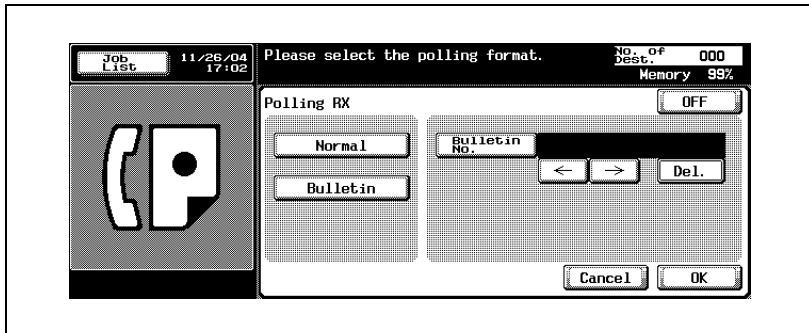 Job List
11/26/04
17:02
Please select the polling format.
No. of Dest. 000
Memory 99%
Polling RX
OFF
Normal
Bulletin
Bulletin No.
← →
Del.
Cancel
OK